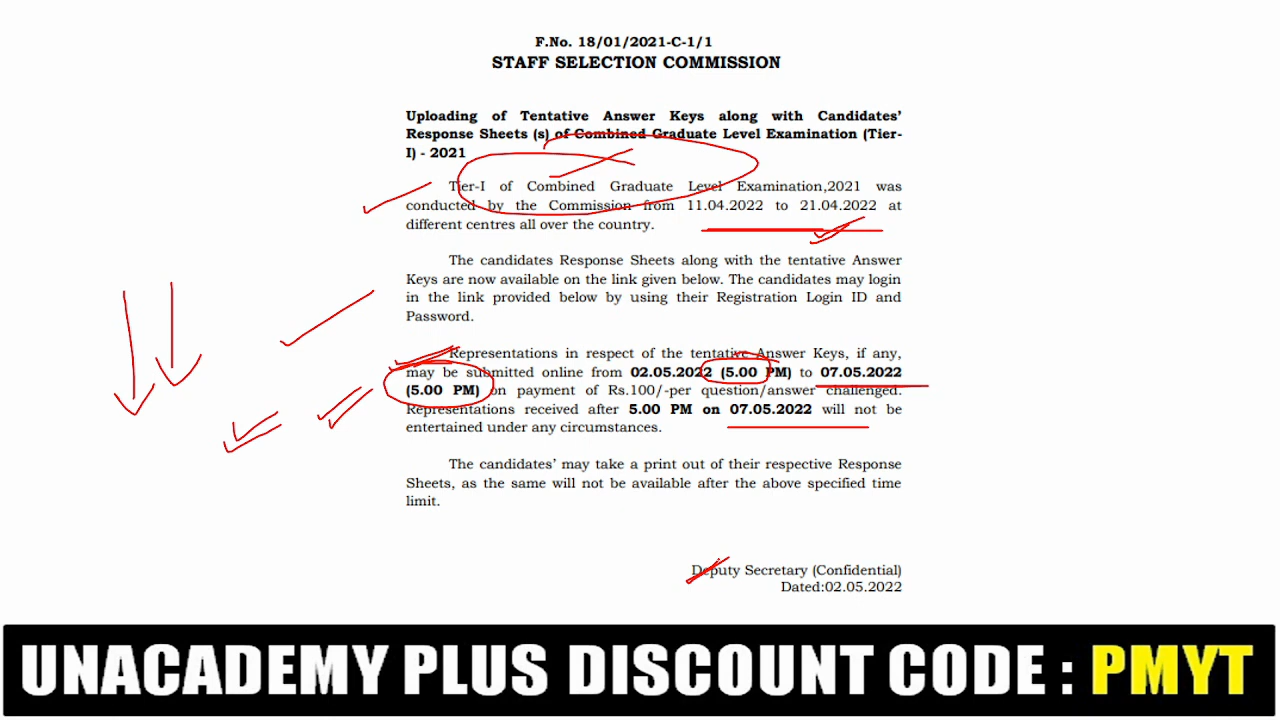 F.No. 18/01/2021-C-1/1
STAFF SELECTION COMMISSION
Uploading of Tentative Answer Keys along with Candidates’
Response Sheets (s) of Combined Graduate Level Examination (Tier-
I) - 2021
Tier-I of Combined Graduate Level Examination,2021 was
conducted by the Commission from 11.04.2022 to 21.04.2022 at
different centres all over the country.
The candidates Response Sheets along with the tentative Answer
Keys are now available on the link given below. The candidates may login
in the link provided below by using their Registration Login ID and
Password.
Representations in respect of the tentative Answer Keys, if any,
may be submitted online from 02.05.2022 (5.00 PM) to 07.05.2022
(5.00 PM) on payment of Rs.100/-per question/answer challenged.
Representations received after 5.00 PM on 07.05.2022 will not be
entertained under any circumstances.
The candidates’ may take a print out of their respective Response
Sheets, as the same will not be available after the above specified time
limit.
Deputy Secretary (Confidential)
Dated:02.05.2022
UNACADEMY PLUS DISCOUNT CODE : PMYT